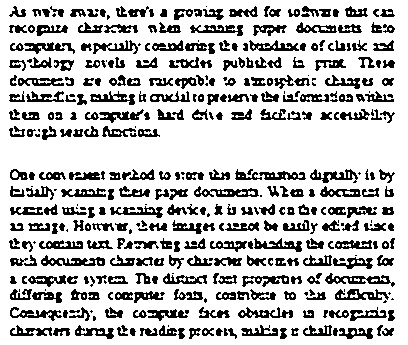 As we're aware, there's a growing need for software that can
recognize characters when scanning paper documents into
computers, especially considering the abundance of classic and
mythology novels and articles published in print. These
documents are often susceptible to atmospheric changes or
mishandling, making it crucial to preserve the information within
them on a computer's hard drive and facilitate accessibility
through search functions.
One convenient method to store this information digitally is by
initially scanning these paper documents. When a document is
scanned using a scanning device, it is saved on the computer as
an image. However, these images cannot be easily edited since
they contain text. Retrieving and comprehending the contents of
such documents character by character becomes challenging for
a computer system. The distinct font properties of documents,
differing from computer fonts, contribute to this difficulty.
Consequently, the computer faces obstacles in recognizing
characters during the reading process, making it challenging for